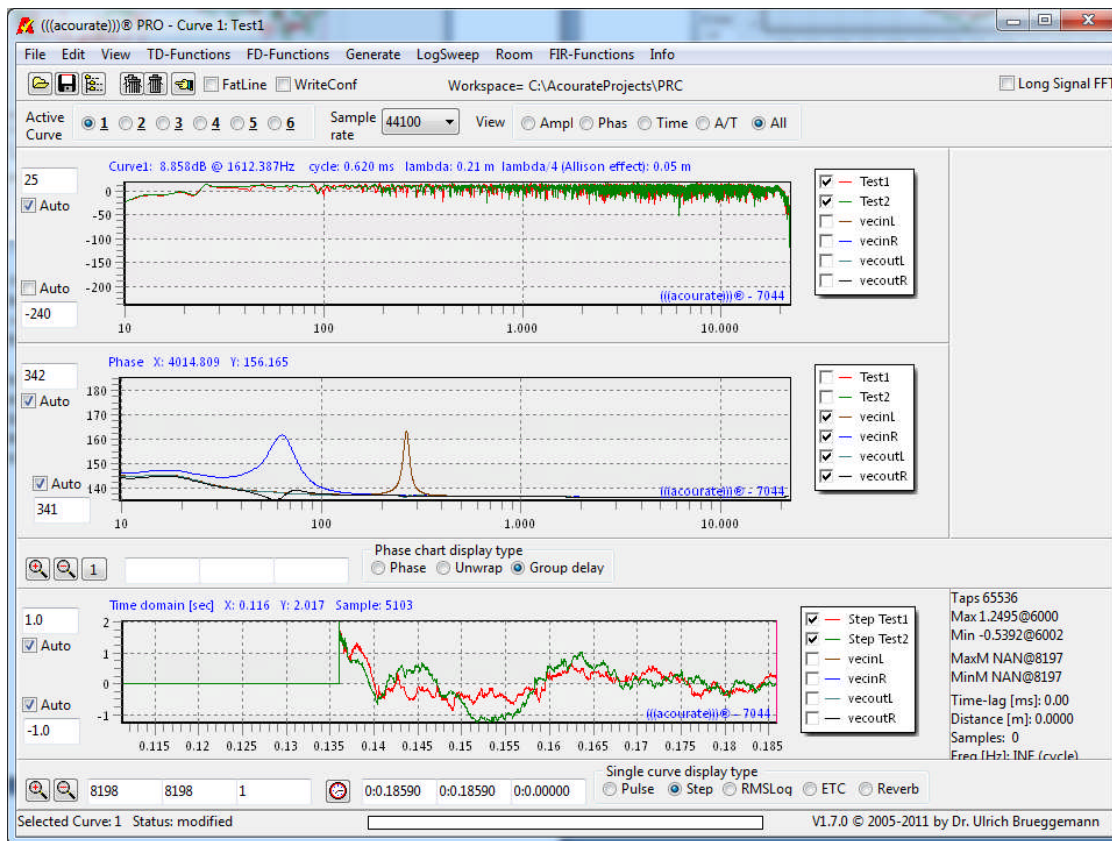 (((acourate)))® PRO - Curve 1: Test1
File Edit View TD-Functions FD-Functions Generate LogSweep Room FIR-Functions Info
FatLine WriteConf Workspace= C:\AcourateProjects\PRC Long Signal FFT
Active Curve 1 2 3 4 5 6 Sample rate 44100 View Ampl Phas Time A/T All
Curve1: 8.858dB @ 1612.387Hz cycle: 0.620 ms lambda: 0.21 m lambda/4 (Allison effect): 0.05 m
25
Auto
Auto
-240
0
-50
-100
-150
-200
(((acourate)))® - 7044
10 100 1.000 10.000
Test1
Test2
vecinL
vecinR
vecoutL
vecoutR
Phase X: 4014.809 Y: 156.165
342
Auto
Auto
341
180
170
160
150
140
(((acourate)))® - 7044
10 100 1.000 10.000
Test1
Test2
vecinL
vecinR
vecoutL
vecoutR
1
Phase chart display type
Phase Unwrap Group delay
Time domain [sec] X: 0.116 Y: 2.017 Sample: 5103
1.0
Auto
Auto
-1.0
2
1
0
-1
(((acourate)))® - 7044
0.115 0.12 0.125 0.13 0.135 0.14 0.145 0.15 0.155 0.16 0.165 0.17 0.175 0.18 0.185
Step Test1
Step Test2
vecinL
vecinR
vecoutL
vecoutR
Taps 65536
Max 1.2495@6000
Min -0.5392@6002
MaxM NAN@8197
MinM NAN@8197
Time-lag [ms]: 0.00
Distance [m]: 0.0000
Samples: 0
Freq [Hz]: INF (cycle)
8198 8198 1 0:0.18590 0:0.18590 0:0.00000
Single curve display type
Pulse Step RMSLog ETC Reverb
Selected Curve: 1 Status: modified V1.7.0 © 2005-2011 by Dr. Ulrich Brueggemann